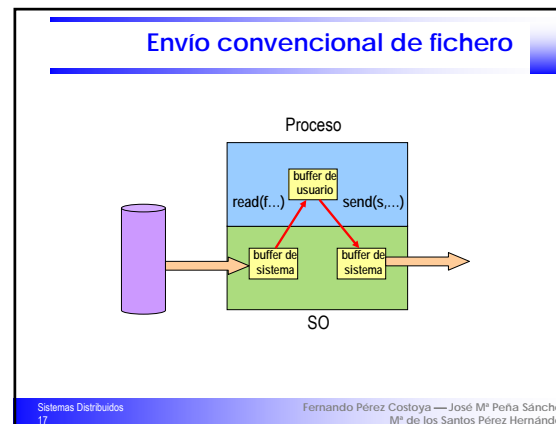 Envío convencional de fichero
Proceso
buffer de
usuario
read(f...)
send(s,...)
buffer de
sistema
buffer de
sistema
SO
Sistemas Distribuidos
17
Fernando Pérez Costoya — José Mª Peña Sánch
Mª de los Santos Pérez Hernánd